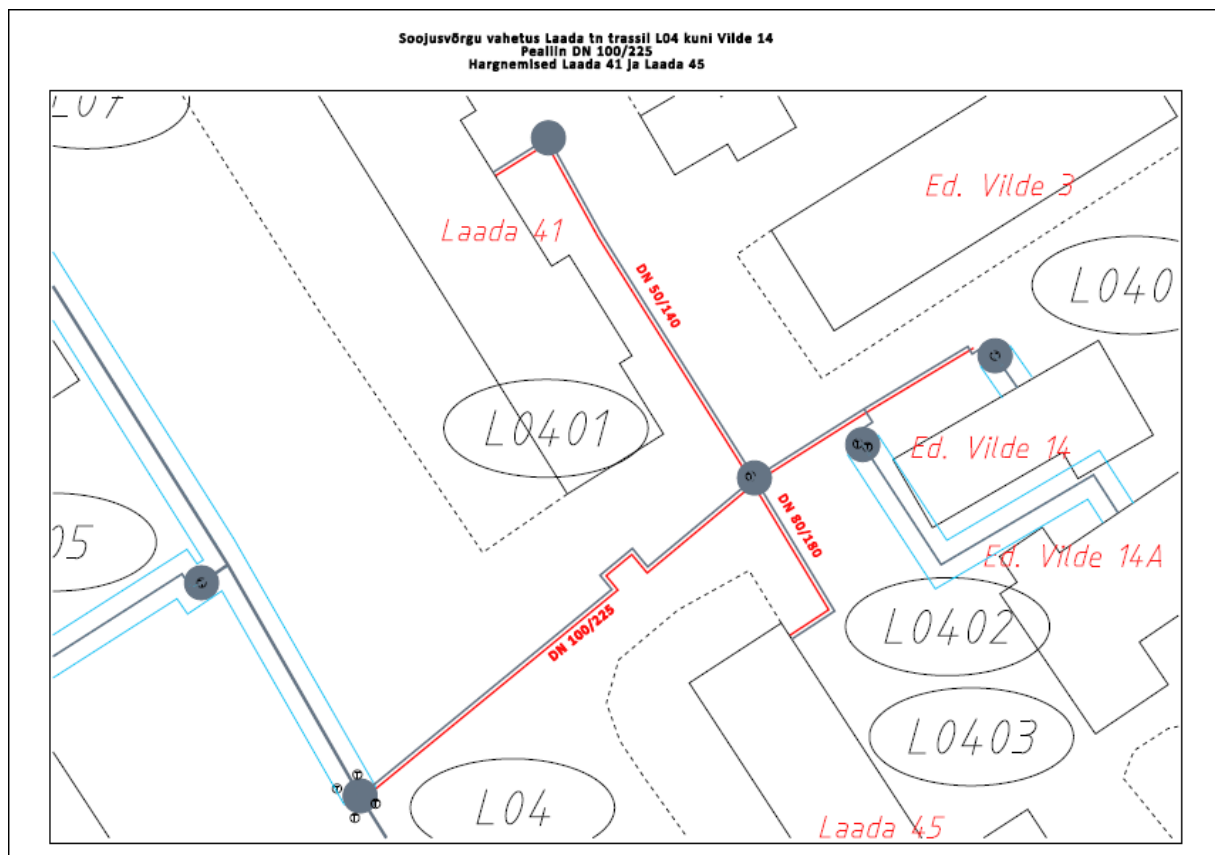 Soojusvõrgu vahetus Laada tn trassil L04 kuni Vilde 14
Pealiin DN 100/225
Hargnemised Laada 41 ja Laada 45
Ed. Vilde 3
Laada 41
DN 50/140
L040
L0401
Ed. Vilde 14
DN 80/180
05
Ed. Vilde 14A
DN 100/225
L0402
L0403
L04
Laada 45